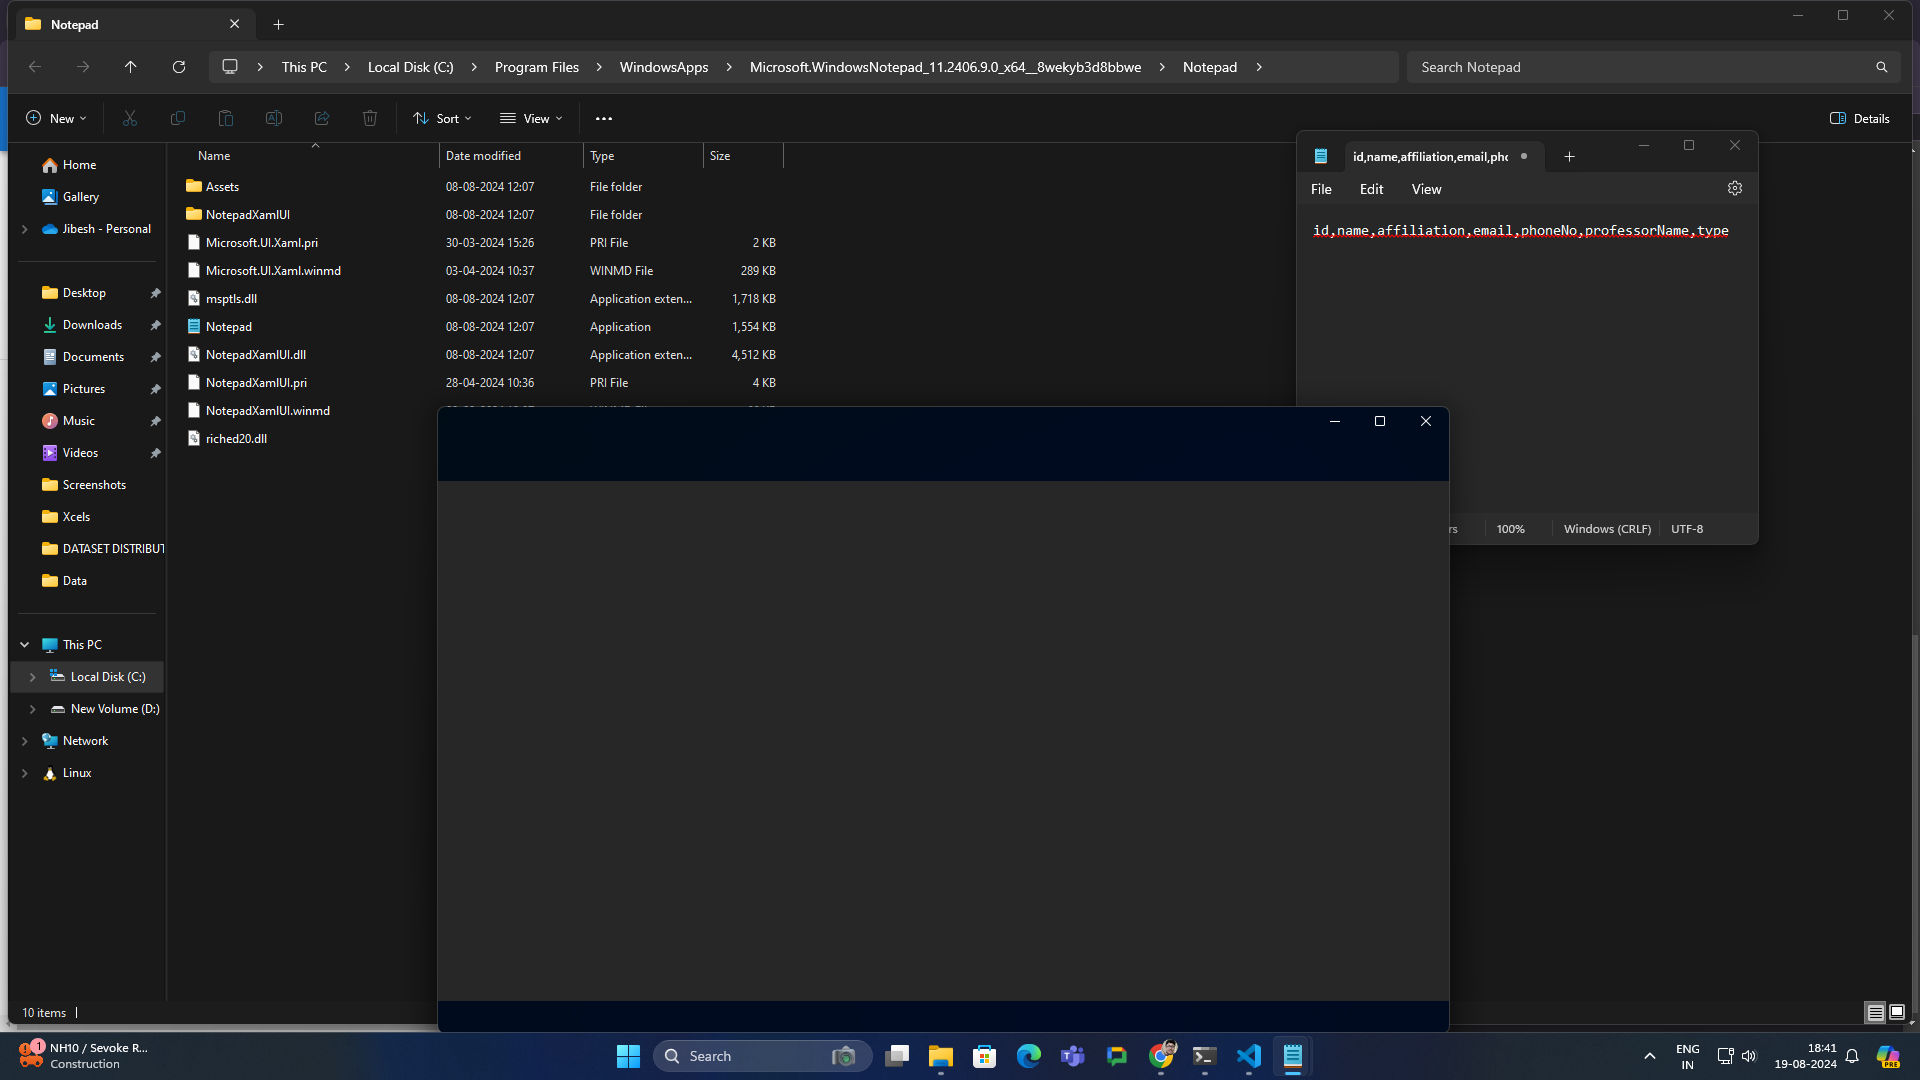 Notepad
This PC
Local Disk (C:)
Program Files
WindowsApps
Microsoft.WindowsNotepad_11.2406.9.0_x64__8wekyb3d8bbwe
Notepad
Search Notepad
New
Sort
View
Details
Home
Gallery
Jibesh - Personal
Desktop
Downloads
Documents
Pictures
Music
Videos
Screenshots
Xcels
DATASET DISTRIBUT
Data
This PC
Local Disk (C:)
New Volume (D:)
Network
Linux
Name Date modified Type Size
Assets 08-08-2024 12:07 File folder
NotepadXamlUI 08-08-2024 12:07 File folder
Microsoft.UI.Xaml.pri 30-03-2024 15:26 PRI File 2 KB
Microsoft.UI.Xaml.winmd 03-04-2024 10:37 WINMD File 289 KB
msptls.dll 08-08-2024 12:07 Application exten... 1,718 KB
Notepad 08-08-2024 12:07 Application 1,554 KB
NotepadXamlUI.dll 08-08-2024 12:07 Application exten... 4,512 KB
NotepadXamlUI.pri 28-04-2024 10:36 PRI File 4 KB
NotepadXamlUI.winmd
riched20.dll
id,name,affiliation,email,pho
File Edit View
id,name,affiliation,email,phoneNo,professorName,type
rs 100% Windows (CRLF) UTF-8
10 items
1
NH10 / Sevoke R...
Construction
Search
PRE
ENG
IN
18:41
19-08-2024